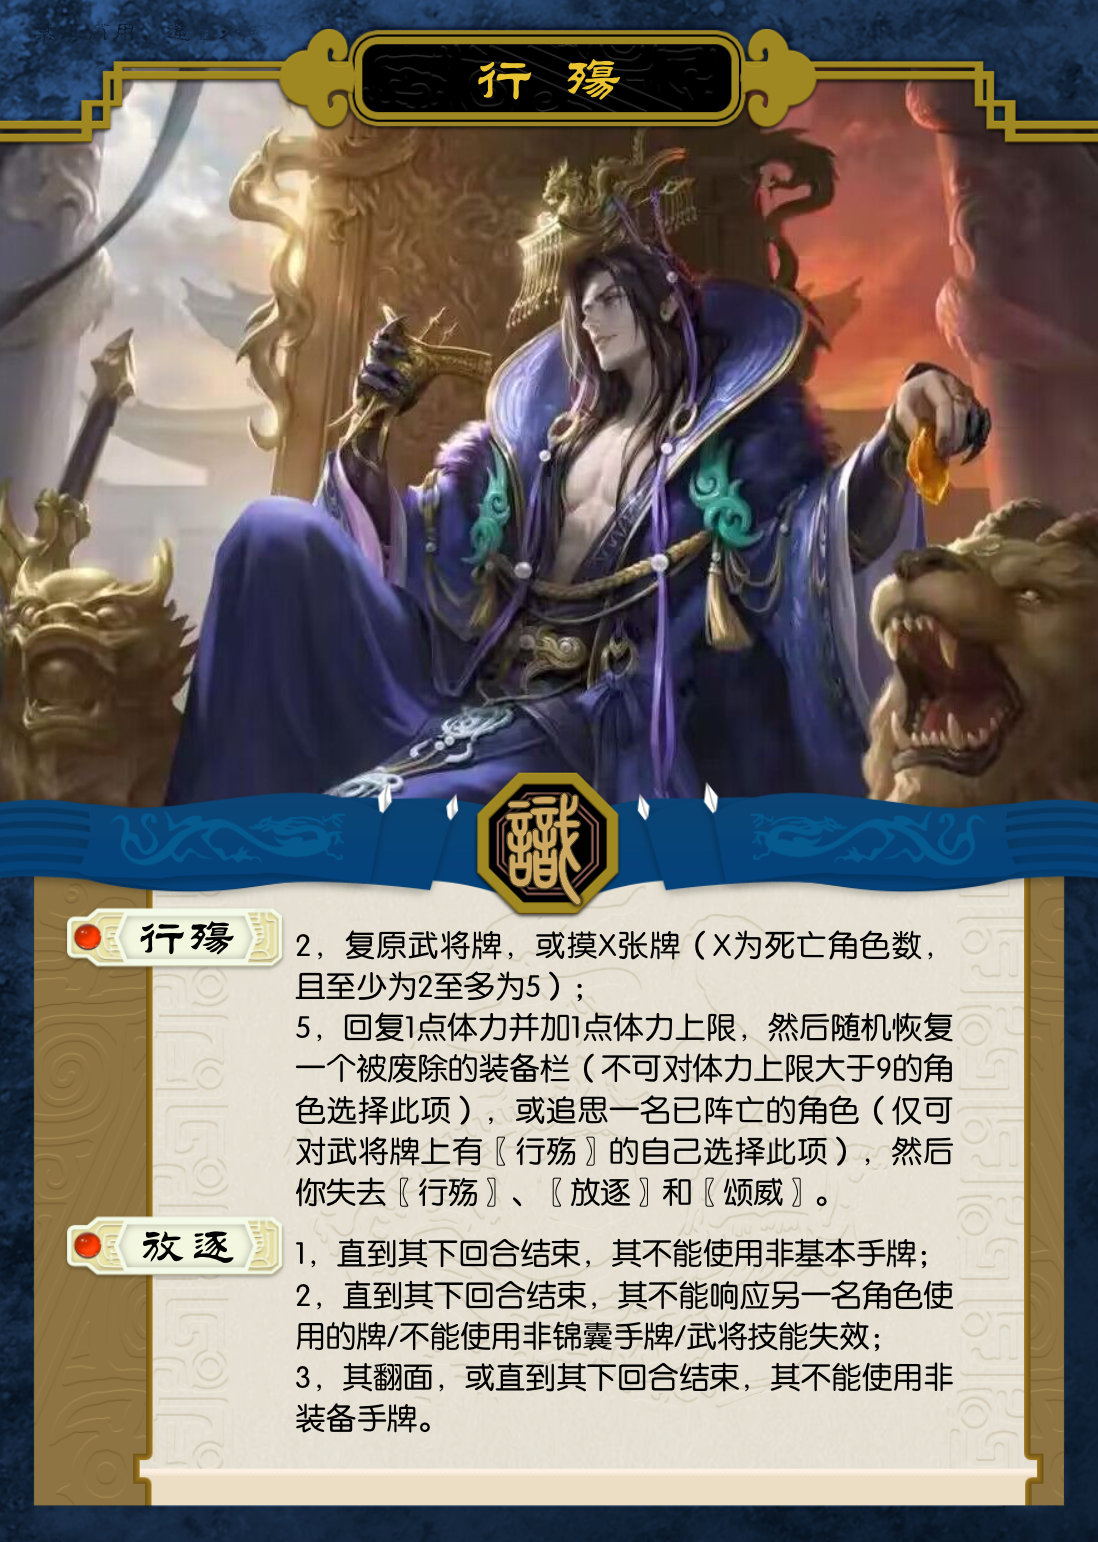 行殤
識
行殤
2，复原武将牌，或摸X张牌（X为死亡角色数，
且至少为2至多为5）；
5，回复1点体力并加1点体力上限，然后随机恢复
一个被废除的装备栏（不可对体力上限大于9的角
色选择此项），或追思一名已阵亡的角色（仅可
对武将牌上有〖行殇〗的自己选择此项），然后
你失去〖行殇〗、〖放逐〗和〖颂威〗。
放逐
1，直到其下回合结束，其不能使用非基本手牌；
2，直到其下回合结束，其不能响应另一名角色使
用的牌/不能使用非锦囊手牌/武将技能失效；
3，其翻面，或直到其下回合结束，其不能使用非
装备手牌。